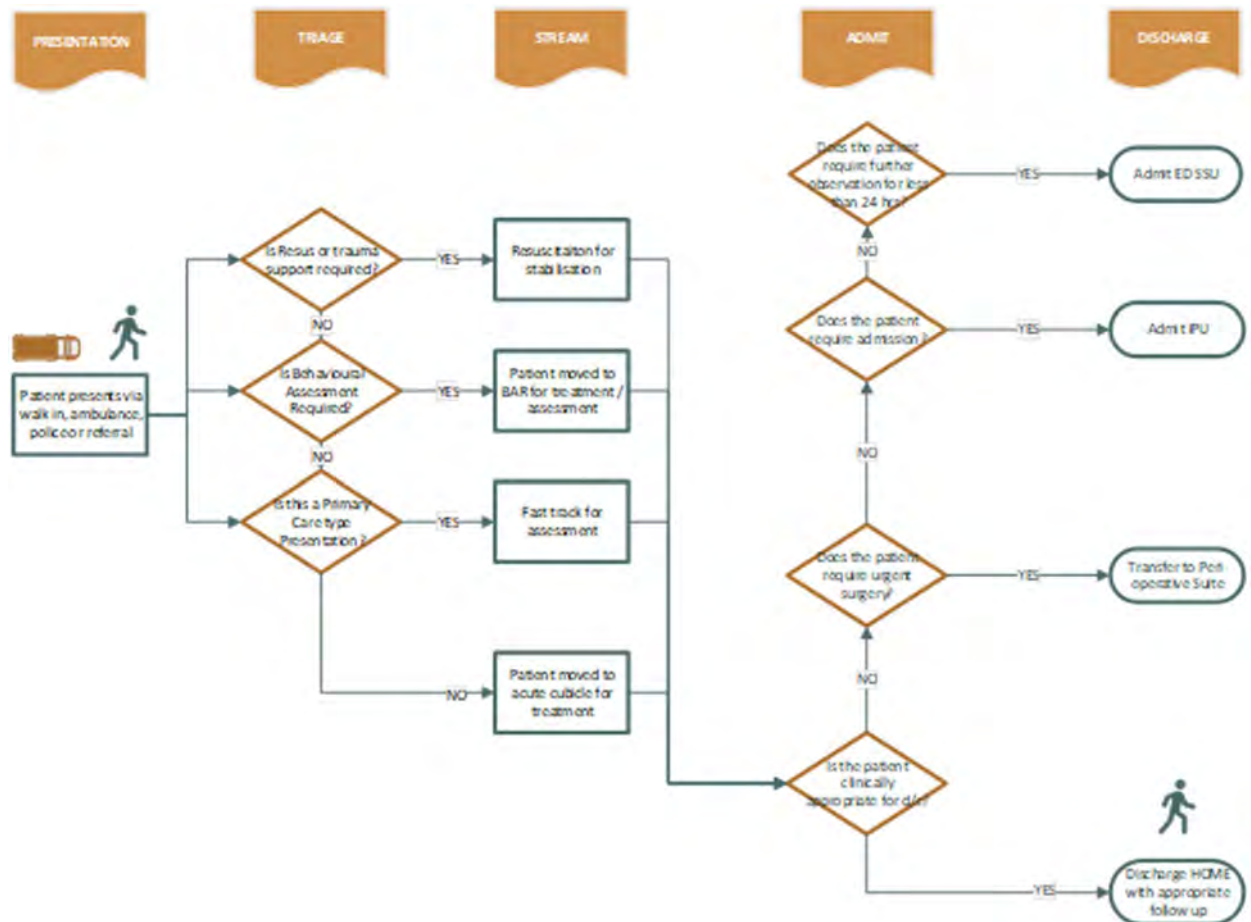 PRESENTATION
TRIAGE
STREAM
ADMIT
DISCHARGE
Does the patient
require further
observation for less
than 24 hrs?
YES
Admit ED SSU
NO
Is Resus or trauma
support required?
YES
Resuscitaiton for
stabilisation
Does the patient
require admission?
YES
Admit IPU
NO
Patient presents via
walk in, ambulance,
police or referral
Is Behavioural
Assessment
Required?
YES
Patient moved to
BAR for treatment /
assessment
NO
NO
Is this a Primary
Care type
Presentation?
YES
Fast track for
assessment
Does the patient
require urgent
surgery?
YES
Transfer to Peri-
operative Suite
NO
Patient moved to
acute cubicle for
treatment
NO
Is the patient
clinically
appropriate for d/c?
YES
Discharge HOME
with appropriate
follow up